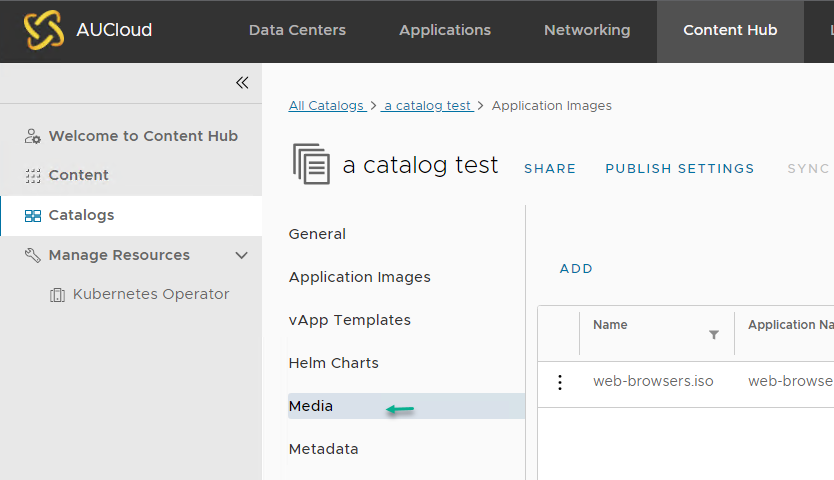 AUCloud
Data Centers
Applications
Networking
Content Hub
Welcome to Content Hub
Content
Catalogs
Manage Resources
Kubernetes Operator
All Catalogs > a catalog test > Application Images
a catalog test
SHARE
PUBLISH SETTINGS
SYNC
General
Application Images
vApp Templates
Helm Charts
Media
Metadata
ADD
Name
Application Na
web-browsers.iso
web-browse